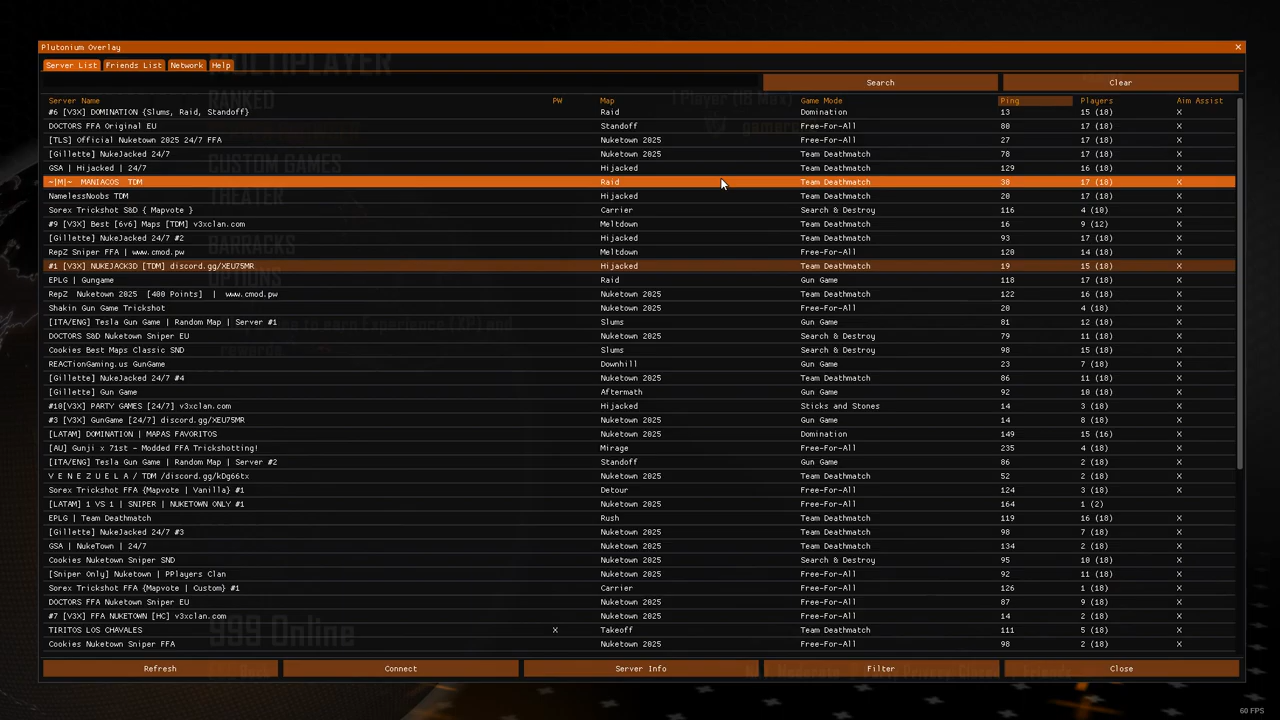 Plutonium Overlay
Server List Friends List Network Help
Search Clear
Server Name PW Map Game Mode Ping Players Aim Assist
#6 [V3X] DOMINATION {Slums, Raid, Standoff} Raid Domination 13 15 (18) X
DOCTORS FFA Original EU Standoff Free-For-All 80 17 (18) X
[TLS] Official Nuketown 2025 24/7 FFA Nuketown 2025 Free-For-All 27 17 (18) X
[Gillette] NukeJacked 24/7 Nuketown 2025 Team Deathmatch 78 17 (18) X
GSA | Hijacked | 24/7 Hijacked Team Deathmatch 129 16 (18) X
~|M|~ MANIACOS TDM Raid Team Deathmatch 38 17 (18) X
NamelessNoobs TDM Hijacked Team Deathmatch 20 17 (18) X
Sorex Trickshot S&D { Mapvote } Carrier Search & Destroy 116 4 (10) X
#9 [V3X] Best [6v6] Maps [TDM] v3xclan.com Meltdown Team Deathmatch 16 9 (12) X
[Gillette] NukeJacked 24/7 #2 Hijacked Team Deathmatch 93 17 (18) X
RepZ Sniper FFA | www.cmod.pw Meltdown Free-For-All 120 14 (18) X
#1 [V3X] NUKEJACK3D [TDM] discord.gg/XEU75MR Hijacked Team Deathmatch 19 15 (18) X
EPLG | Gungame Raid Gun Game 118 17 (18) X
RepZ Nuketown 2025 [400 Points] | www.cmod.pw Nuketown 2025 Team Deathmatch 122 16 (18) X
Shakin Gun Game Trickshot Nuketown 2025 Free-For-All 20 4 (18) X
[ITA/ENG] Tesla Gun Game | Random Map | Server #1 Slums Gun Game 81 12 (18) X
DOCTORS S&D Nuketown Sniper EU Nuketown 2025 Search & Destroy 79 11 (18) X
Cookies Best Maps Classic SND Slums Search & Destroy 98 15 (18) X
REACTionGaming.us GunGame Downhill Gun Game 23 7 (18) X
[Gillette] NukeJacked 24/7 #4 Nuketown 2025 Team Deathmatch 86 11 (18) X
[Gillette] Gun Game Aftermath Gun Game 92 10 (18) X
#10[V3X] PARTY GAMES [24/7] v3xclan.com Hijacked Sticks and Stones 14 3 (18) X
#3 [V3X] GunGame [24/7] discord.gg/XEU75MR Nuketown 2025 Gun Game 14 8 (18) X
[LATAM] DOMINATION | MAPAS FAVORITOS Nuketown 2025 Domination 149 15 (16) X
[AU] Gunji x 71st - Modded FFA Trickshotting! Mirage Free-For-All 235 4 (18) X
[ITA/ENG] Tesla Gun Game | Random Map | Server #2 Standoff Gun Game 86 2 (18) X
V E N E Z U E L A / TDM /discord.gg/kDg66tx Nuketown 2025 Team Deathmatch 52 2 (18) X
Sorex Trickshot FFA {Mapvote | Vanilla} #1 Detour Free-For-All 124 3 (18) X
[LATAM] 1 VS 1 | SNIPER | NUKETOWN ONLY #1 Nuketown 2025 Free-For-All 164 1 (2)
EPLG | Team Deathmatch Rush Team Deathmatch 119 16 (18) X
[Gillette] NukeJacked 24/7 #3 Nuketown 2025 Team Deathmatch 98 7 (18) X
GSA | NukeTown | 24/7 Nuketown 2025 Team Deathmatch 134 2 (18) X
Cookies Nuketown Sniper SND Nuketown 2025 Search & Destroy 95 10 (18) X
[Sniper Only] Nuketown | PPlayers Clan Nuketown 2025 Free-For-All 92 11 (18) X
Sorex Trickshot FFA {Mapvote | Custom} #1 Carrier Free-For-All 126 1 (18) X
DOCTORS FFA Nuketown Sniper EU Nuketown 2025 Free-For-All 87 9 (18) X
#7 [V3X] FFA NUKETOWN [HC] v3xclan.com Nuketown 2025 Free-For-All 14 2 (18) X
TIRITOS LOS CHAVALES X Takeoff Team Deathmatch 111 5 (18) X
Cookies Nuketown Sniper FFA Nuketown 2025 Free-For-All 98 2 (18) X
Refresh Connect Server Info Filter Close
MULTIPLAYER
RANKED
1 Player (18 Max)
CUSTOM GAMES
THEATER
BARRACKS
OPTIONS
to earn Experience (XP) and
rewards.
999 Online
Friends
60 FPS